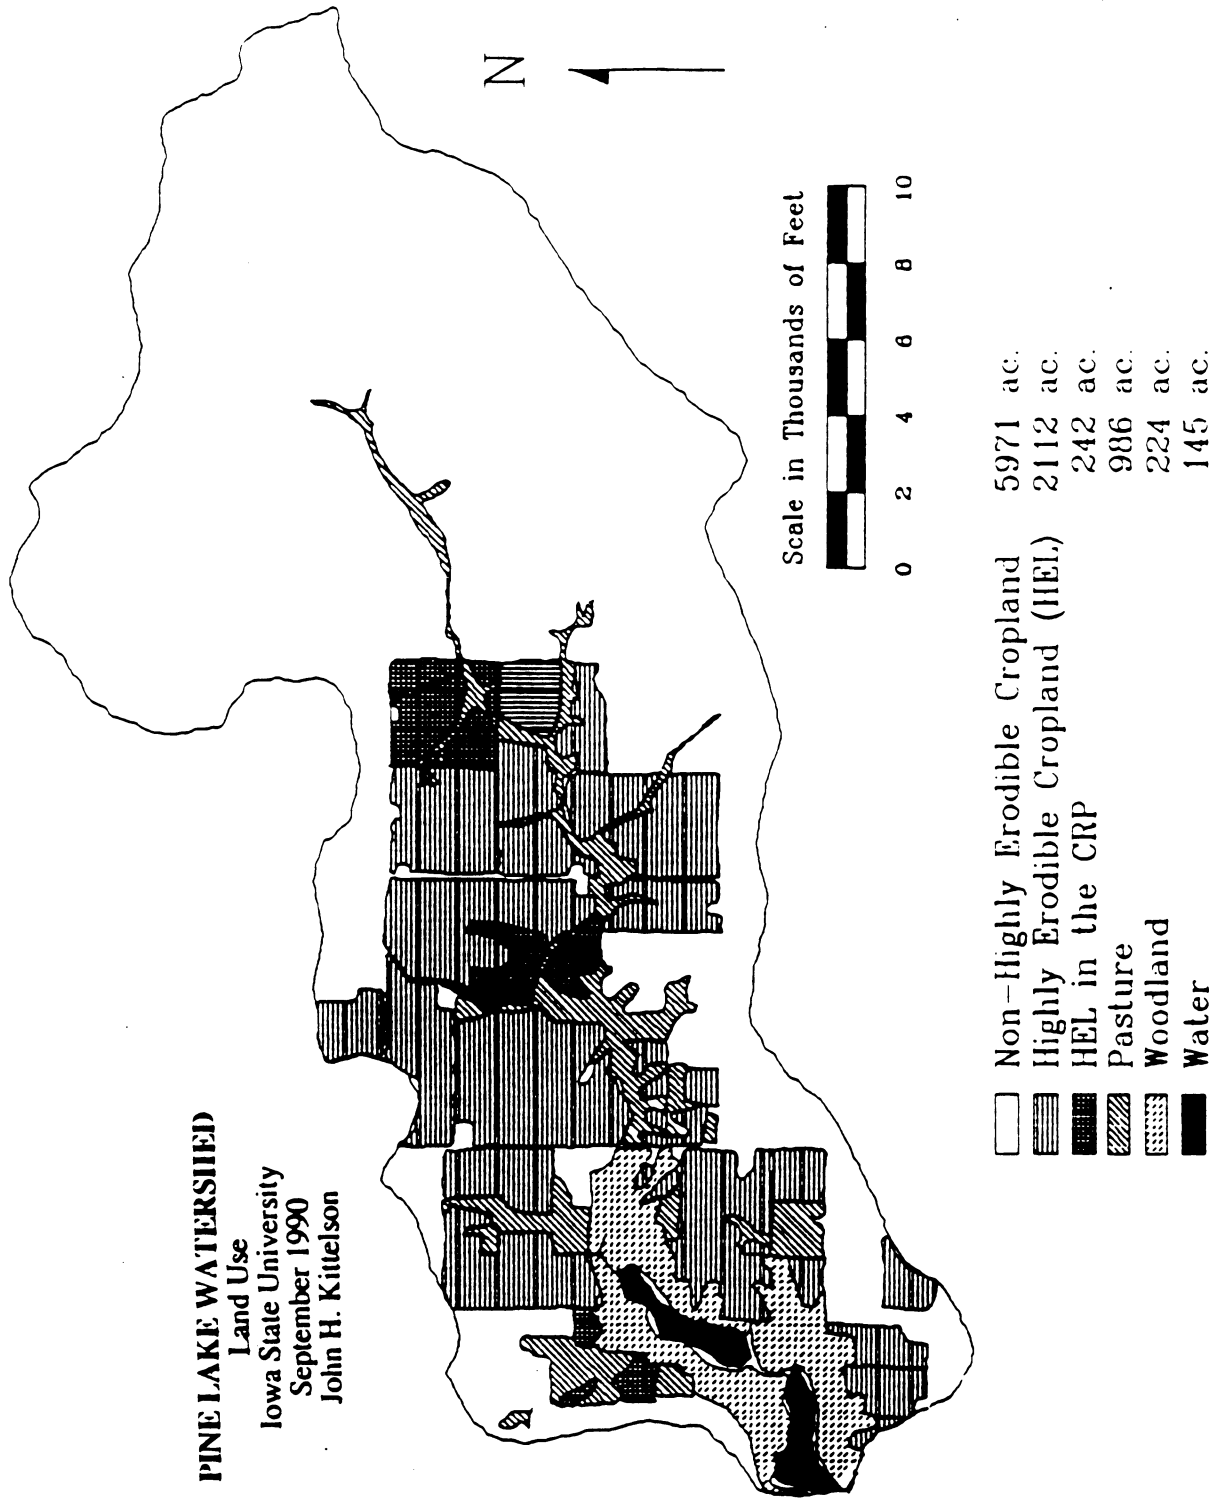 PINE LAKE WATERSHED
Land Use
Iowa State University
September 1990
John H. Kittelson
N
Scale in Thousands of Feet
0 2 4 6 8 10
Non-Highly Erodible Cropland 5971 ac.
Highly Erodible Cropland (HEL) 2112 ac.
HEL in the CRP 242 ac.
Pasture 986 ac.
Woodland 224 ac.
Water 145 ac.